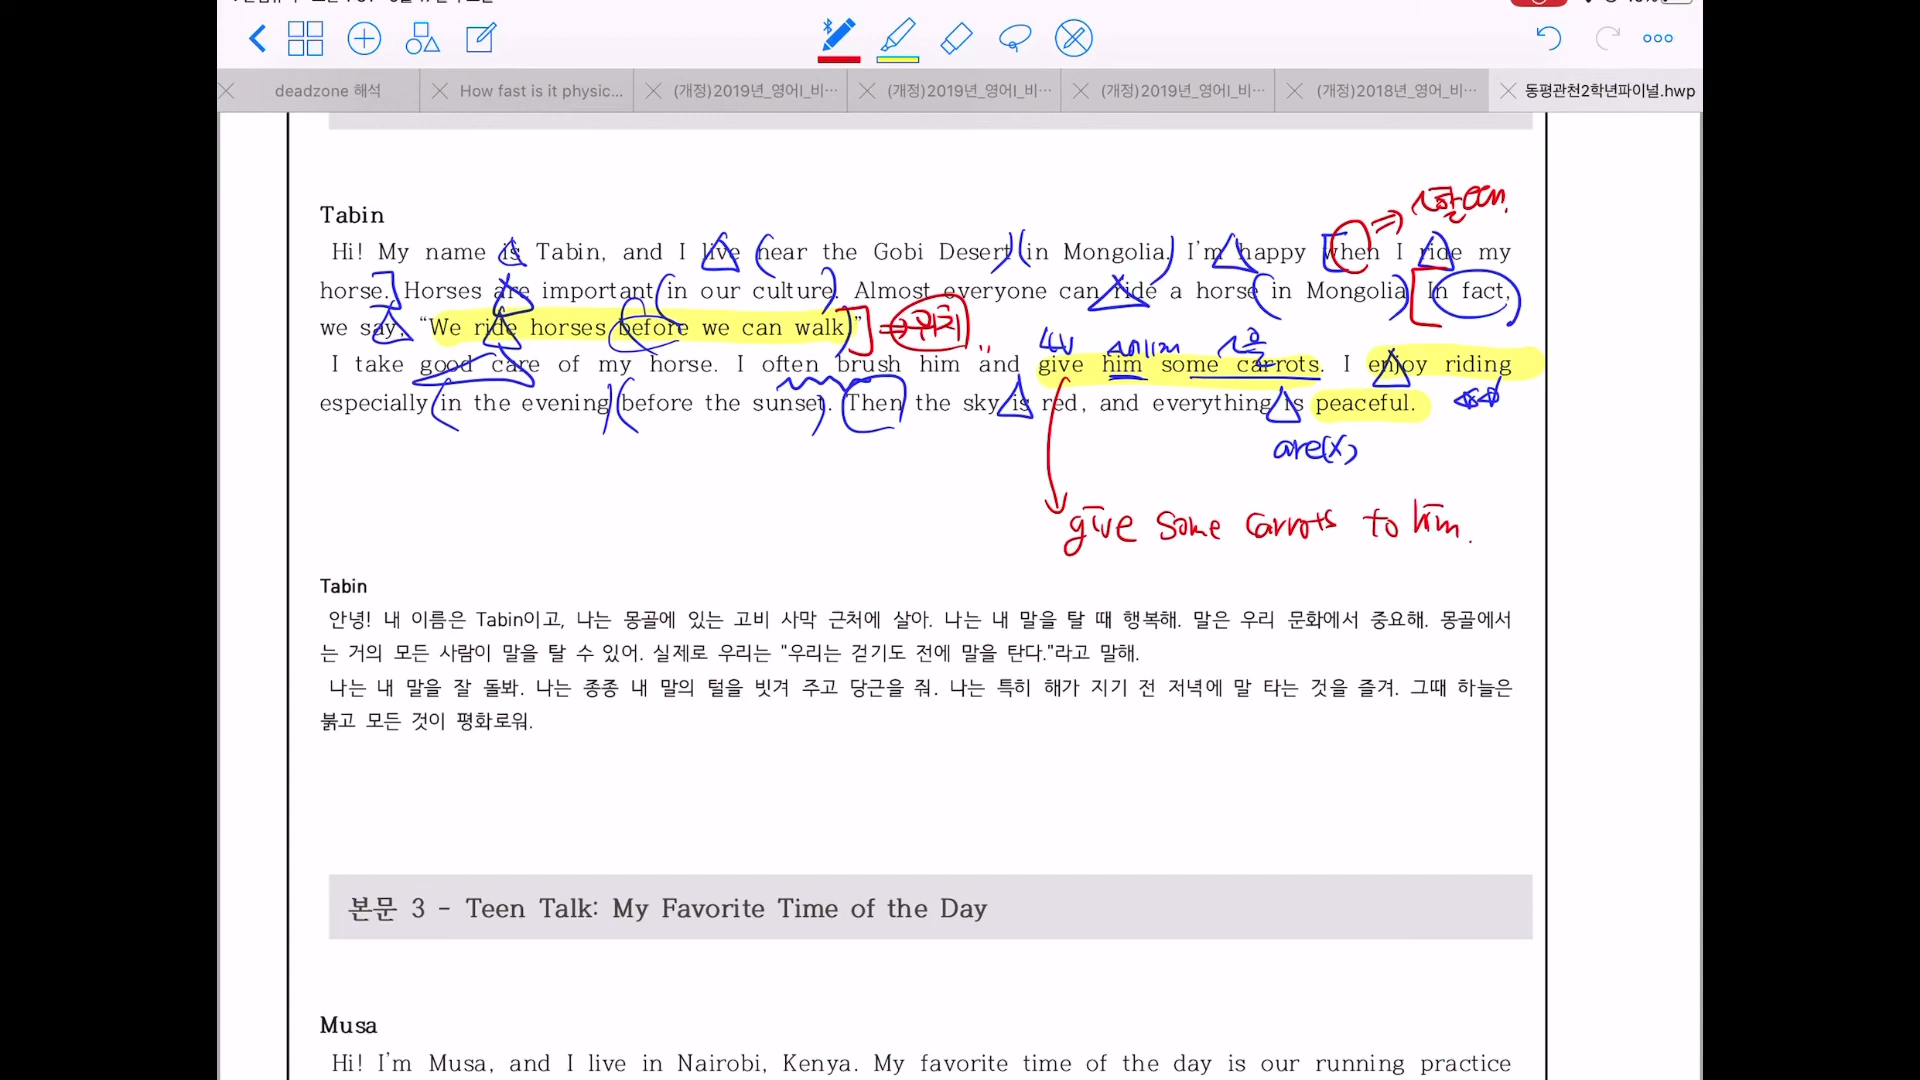 deadzone 해석
How fast is it physic...
(개정)2019년_영어I_비...
(개정)2019년_영어I_비...
(개정)2019년_영어I_비...
(개정)2018년_영어_비...
동평관천2학년파이널.hwp
~할 때
Tabin
Hi! My name is Tabin, and I live near the Gobi Desert in Mongolia. I'm happy when I ride my
horse. Horses are important in our culture. Almost everyone can ride a horse in Mongolia. In fact,
we say, “We ride horses before we can walk.” ⇒ 위치
4V ~에게 ~을
I take good care of my horse. I often brush him and give him some carrots. I enjoy riding
especially in the evening before the sunset. Then the sky is red, and everything is peaceful.
are(X)
give some carrots to him.
Tabin
안녕! 내 이름은 Tabin이고, 나는 몽골에 있는 고비 사막 근처에 살아. 나는 내 말을 탈 때 행복해. 말은 우리 문화에서 중요해. 몽골에서
는 거의 모든 사람이 말을 탈 수 있어. 실제로 우리는 "우리는 걷기도 전에 말을 탄다."라고 말해.
나는 내 말을 잘 돌봐. 나는 종종 내 말의 털을 빗겨 주고 당근을 줘. 나는 특히 해가 지기 전 저녁에 말 타는 것을 즐겨. 그때 하늘은
붉고 모든 것이 평화로워.
본문 3 - Teen Talk: My Favorite Time of the Day
Musa
Hi! I'm Musa, and I live in Nairobi, Kenya. My favorite time of the day is our running practice